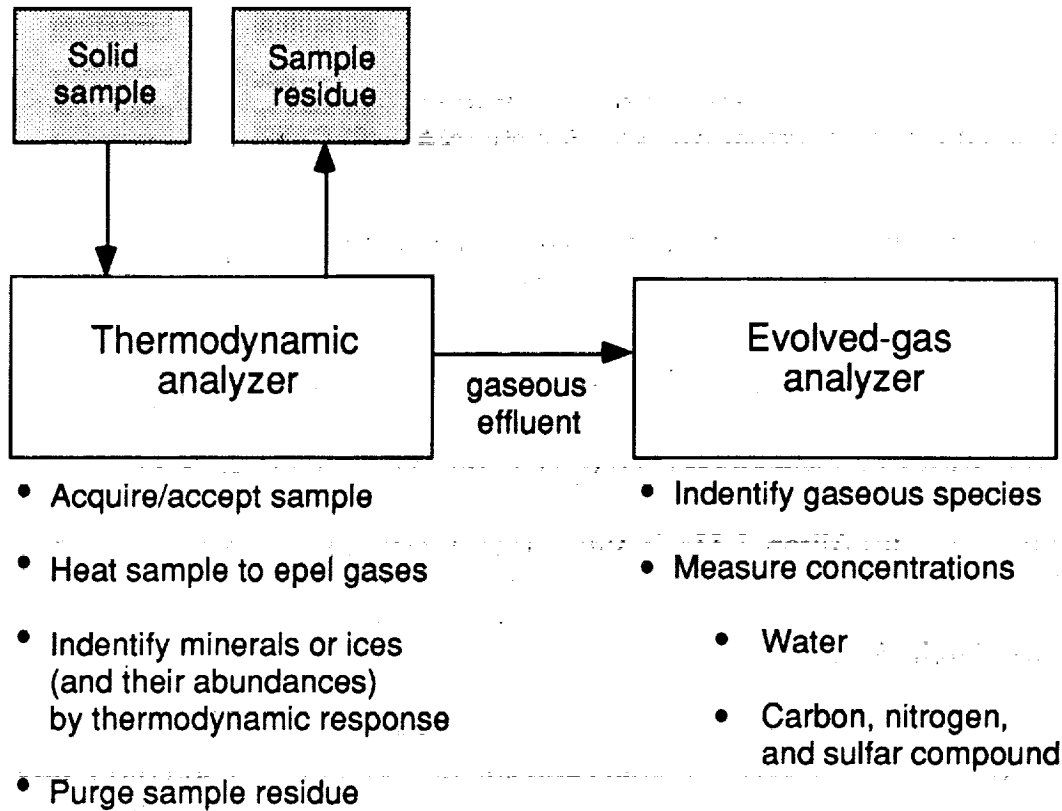 Solid
sample
Sample
residue
Thermodynamic
analyzer
gaseous
effluent
Evolved-gas
analyzer
• Acquire/accept sample
• Heat sample to epel gases
• Indentify minerals or ices
(and their abundances)
by thermodynamic response
• Purge sample residue
• Indentify gaseous species
• Measure concentrations
• Water
• Carbon, nitrogen,
and sulfar compound